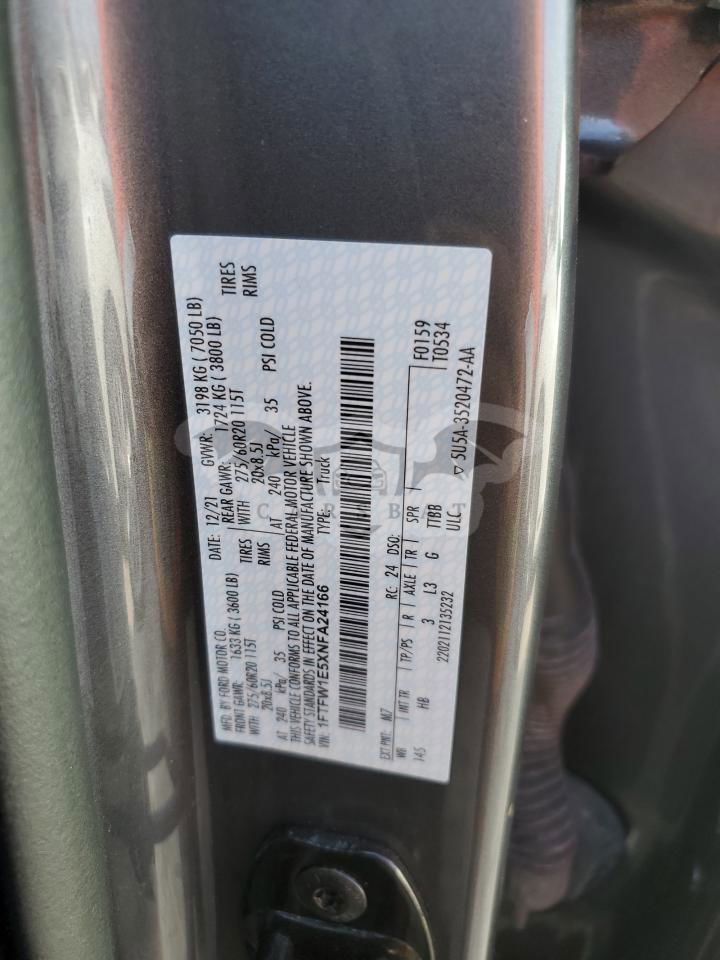 MFD. BY FORD MOTOR CO.
DATE: 12/21 GVWR: 3198 KG ( 7050 LB)
FRONT GAWR: 1633 KG (3600 LB) REAR GAWR: 1724 KG ( 3800 LB)
WITH 275/60R20 115T TIRES WITH 275/60R20 115T TIRES
20x8.5J RIMS 20x8.5J RIMS
AT 240 kPa/ 35 PSI COLD AT 240 kPa/ 35 PSI COLD
THIS VEHICLE CONFORMS TO ALL APPLICABLE FEDERAL MOTOR VEHICLE
SAFETY STANDARDS IN EFFECT ON THE DATE OF MANUFACTURE SHOWN ABOVE.
VIN: 1FTFW1E5XNFA24166 TYPE: Truck
EXT PNT: M7 RC: 24 DSO: F0159
WB INT TR TP/PS R AXLE TR SPR T0534
145 HB 3 L3 G TTBB
2202112135232 ULC ▽ 5U5A-3520472-AA
CARSBAT